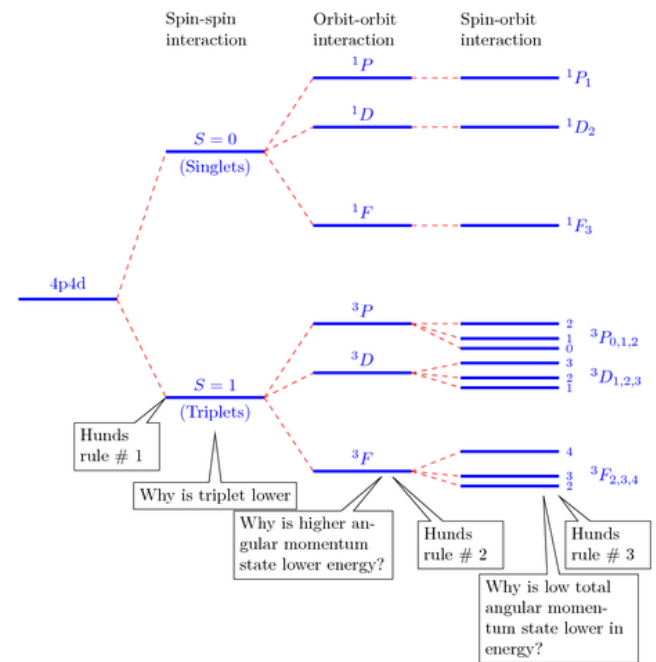 Spin-spin
interaction
Orbit-orbit
interaction
Spin-orbit
interaction
¹P
¹P₁
¹D
¹D₂
S = 0
(Singlets)
¹F
¹F₃
4p4d
³P
2
1
0
³P₀,₁,₂
³D
3
2
1
³D₁,₂,₃
S = 1
(Triplets)
³F
4
3
2
³F₂,₃,₄
Hunds
rule # 1
Why is triplet lower
Why is higher an-
gular momentum
state lower energy?
Hunds
rule # 2
Hunds
rule # 3
Why is low total
angular momen-
tum state lower in
energy?